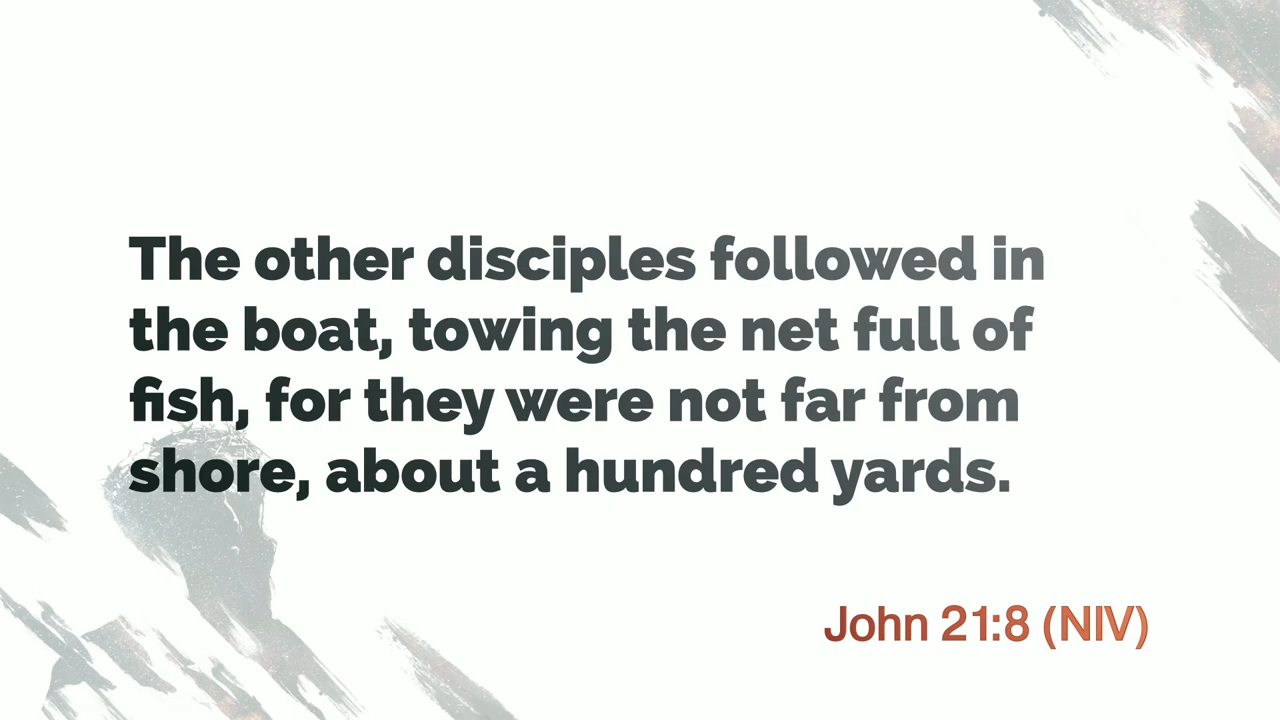 The other disciples followed in
the boat, towing the net full of
fish, for they were not far from
shore, about a hundred yards.
John 21:8 (NIV)